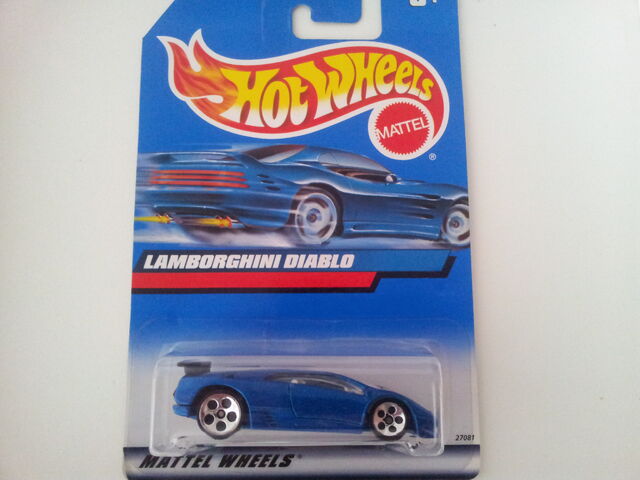 HOT WHEELS
MATTEL
®
LAMBORGHINI DIABLO
27081
MATTEL WHEELS®